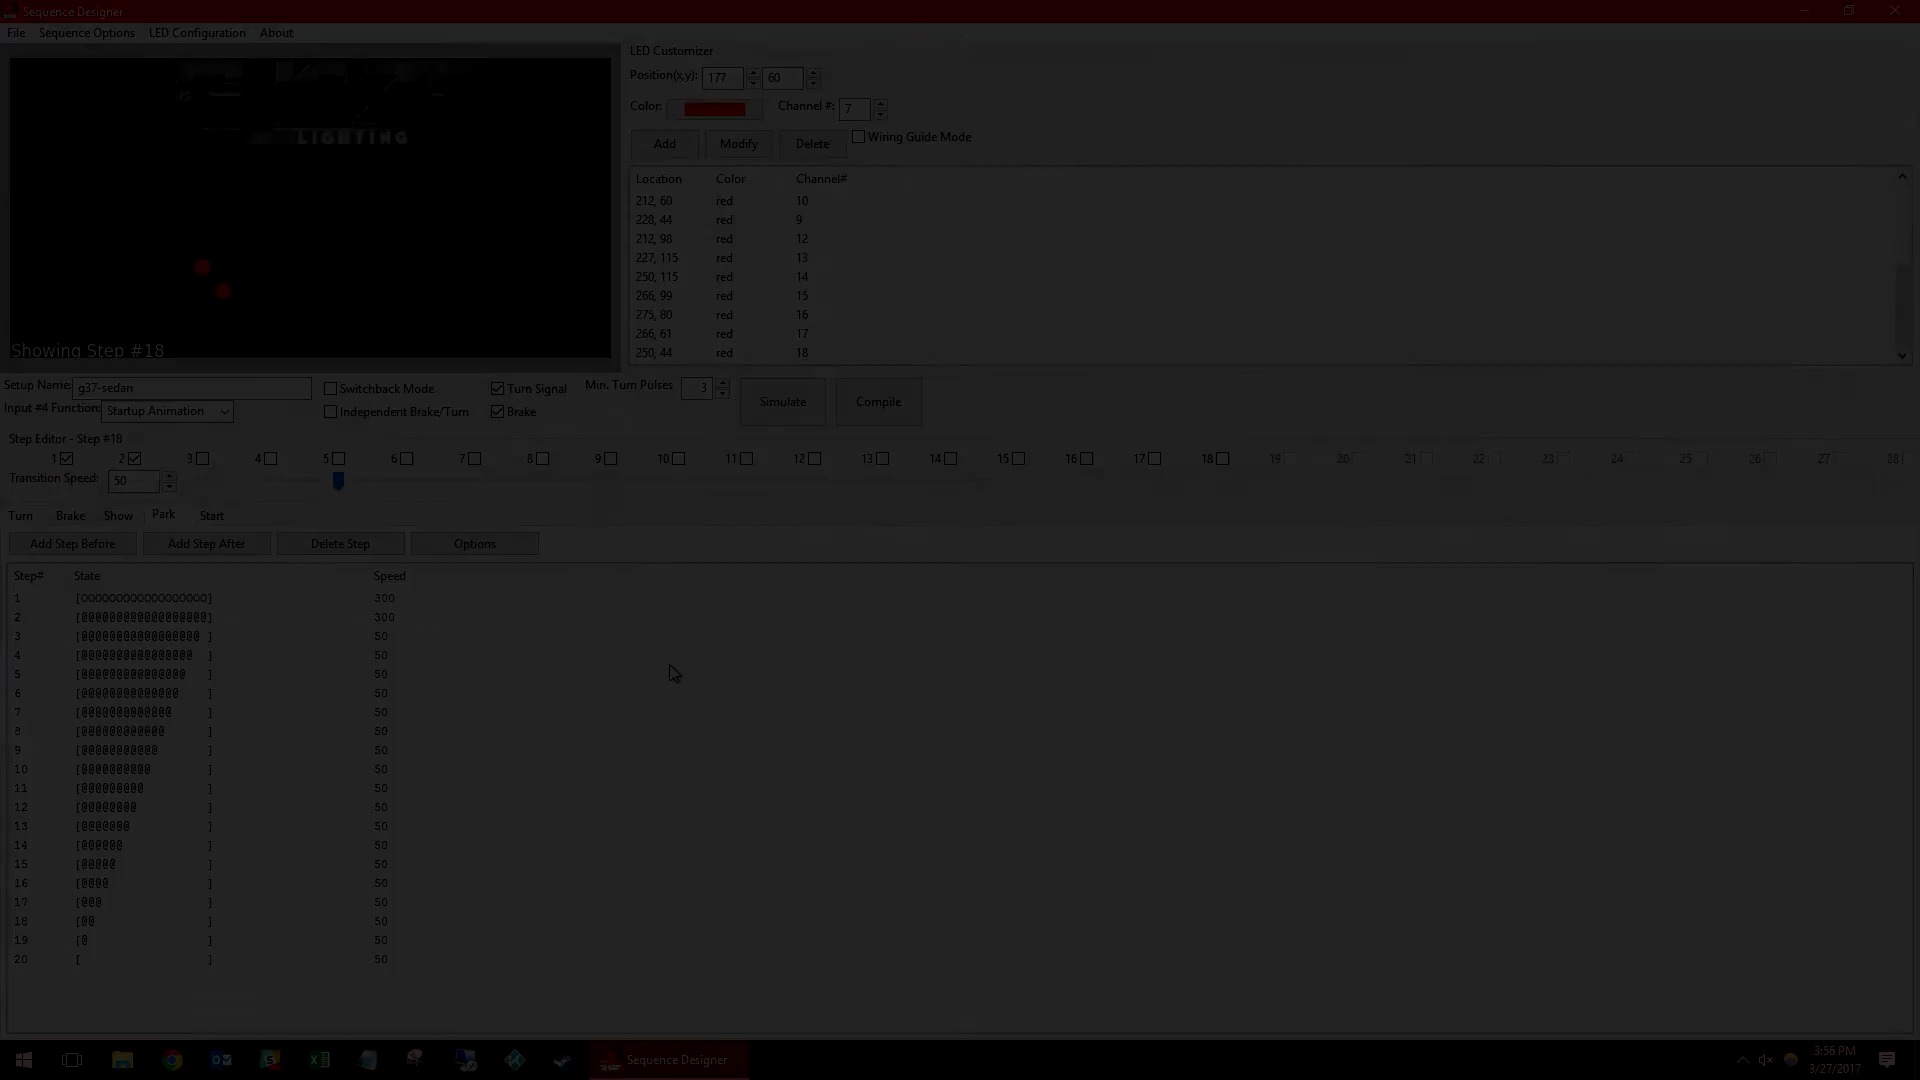 Sequence Designer
File Sequence Options LED Configuration About
LIGHTING
Showing Step #18
LED Customizer
Position(x,y): 177 60
Color: Channel #: 7
Add Modify Delete Wiring Guide Mode
Location Color Channel#
212, 60 red 10
228, 44 red 9
212, 98 red 12
227, 115 red 13
250, 115 red 14
266, 99 red 15
275, 80 red 16
266, 61 red 17
250, 44 red 18
Setup Name: g37-sedan Switchback Mode Turn Signal Min. Turn Pulses 3 Simulate Compile
Input #4 Function: Startup Animation Independent Brake/Turn Brake
Step Editor - Step #18
1 2 3 4 5 6 7 8 9 10 11 12 13 14 15 16 17 18 19 20 21 22 23 24 25 26 27 28
Transition Speed: 50
Turn Brake Show Park Start
Add Step Before Add Step After Delete Step Options
Step# State Speed
1 [OOOOOOOOOOOOOOOOOO] 300
2 [@@@@@@@@@@@@@@@@@@] 300
3 [@@@@@@@@@@@@@@@@@ ] 50
4 [@@@@@@@@@@@@@@@@  ] 50
5 [@@@@@@@@@@@@@@@   ] 50
6 [@@@@@@@@@@@@@@    ] 50
7 [@@@@@@@@@@@@@     ] 50
8 [@@@@@@@@@@@@      ] 50
9 [@@@@@@@@@@@       ] 50
10 [@@@@@@@@@@        ] 50
11 [@@@@@@@@@         ] 50
12 [@@@@@@@@          ] 50
13 [@@@@@@@           ] 50
14 [@@@@@@            ] 50
15 [@@@@@             ] 50
16 [@@@@              ] 50
17 [@@@               ] 50
18 [@@                ] 50
19 [@                 ] 50
20 [                  ] 50
Sequence Designer
3:56 PM
3/27/2017